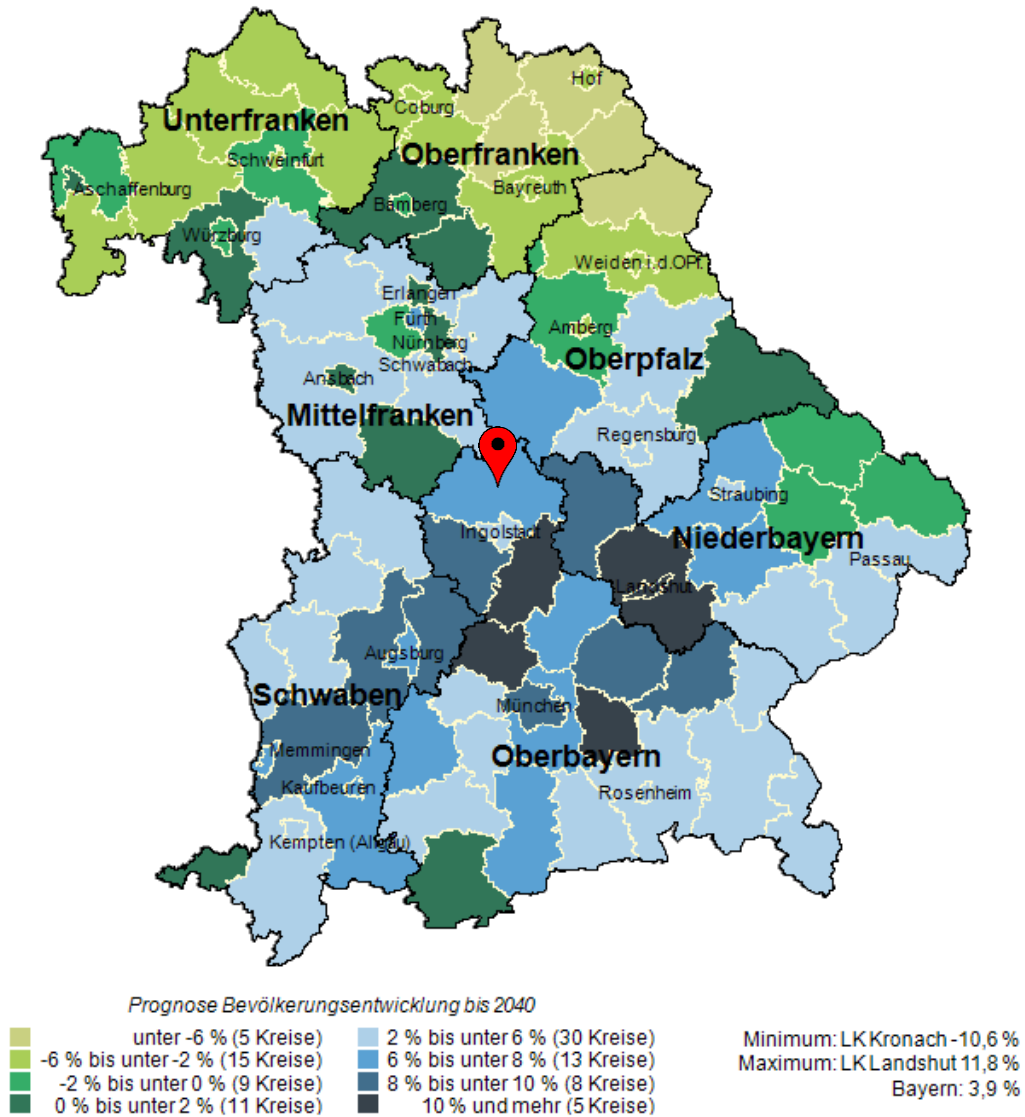 Hof
Coburg
Unterfranken
Oberfranken
Schweinfurt
Aschaffenburg
Bayreuth
Bamberg
Würzburg
Weiden i.d.OPf.
Erlangen
Fürth
Amberg
Nürnberg
Oberpfalz
Schwabach
Ansbach
Mittelfranken
Regensburg
Straubing
Ingolstadt
Niederbayern
Passau
Landshut
Augsburg
Schwaben
München
Memmingen
Oberbayern
Kaufbeuren
Rosenheim
Kempten (Allgäu)
Prognose Bevölkerungsentwicklung bis 2040
unter -6 % (5 Kreise)
-6 % bis unter -2 % (15 Kreise)
-2 % bis unter 0 % (9 Kreise)
0 % bis unter 2 % (11 Kreise)
2 % bis unter 6 % (30 Kreise)
6 % bis unter 8 % (13 Kreise)
8 % bis unter 10 % (8 Kreise)
10 % und mehr (5 Kreise)
Minimum: LK Kronach -10,6 %
Maximum: LK Landshut 11,8 %
Bayern: 3,9 %